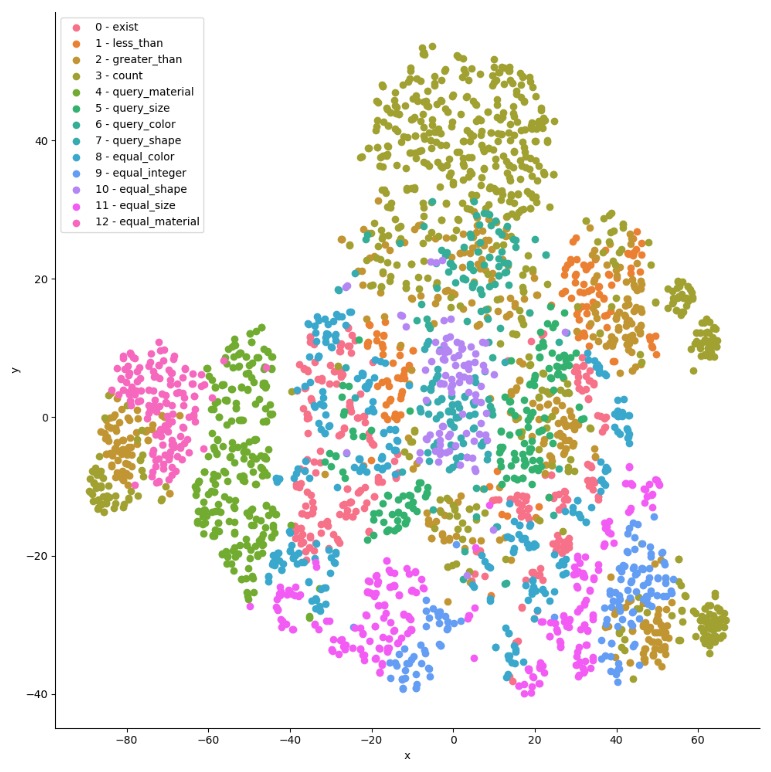 0 - exist
1 - less_than
2 - greater_than
3 - count
4 - query_material
5 - query_size
6 - query_color
7 - query_shape
8 - equal_color
9 - equal_integer
10 - equal_shape
11 - equal_size
12 - equal_material
40
20
y
0
−20
−40
−80 −60 −40 −20 0 20 40 60
x